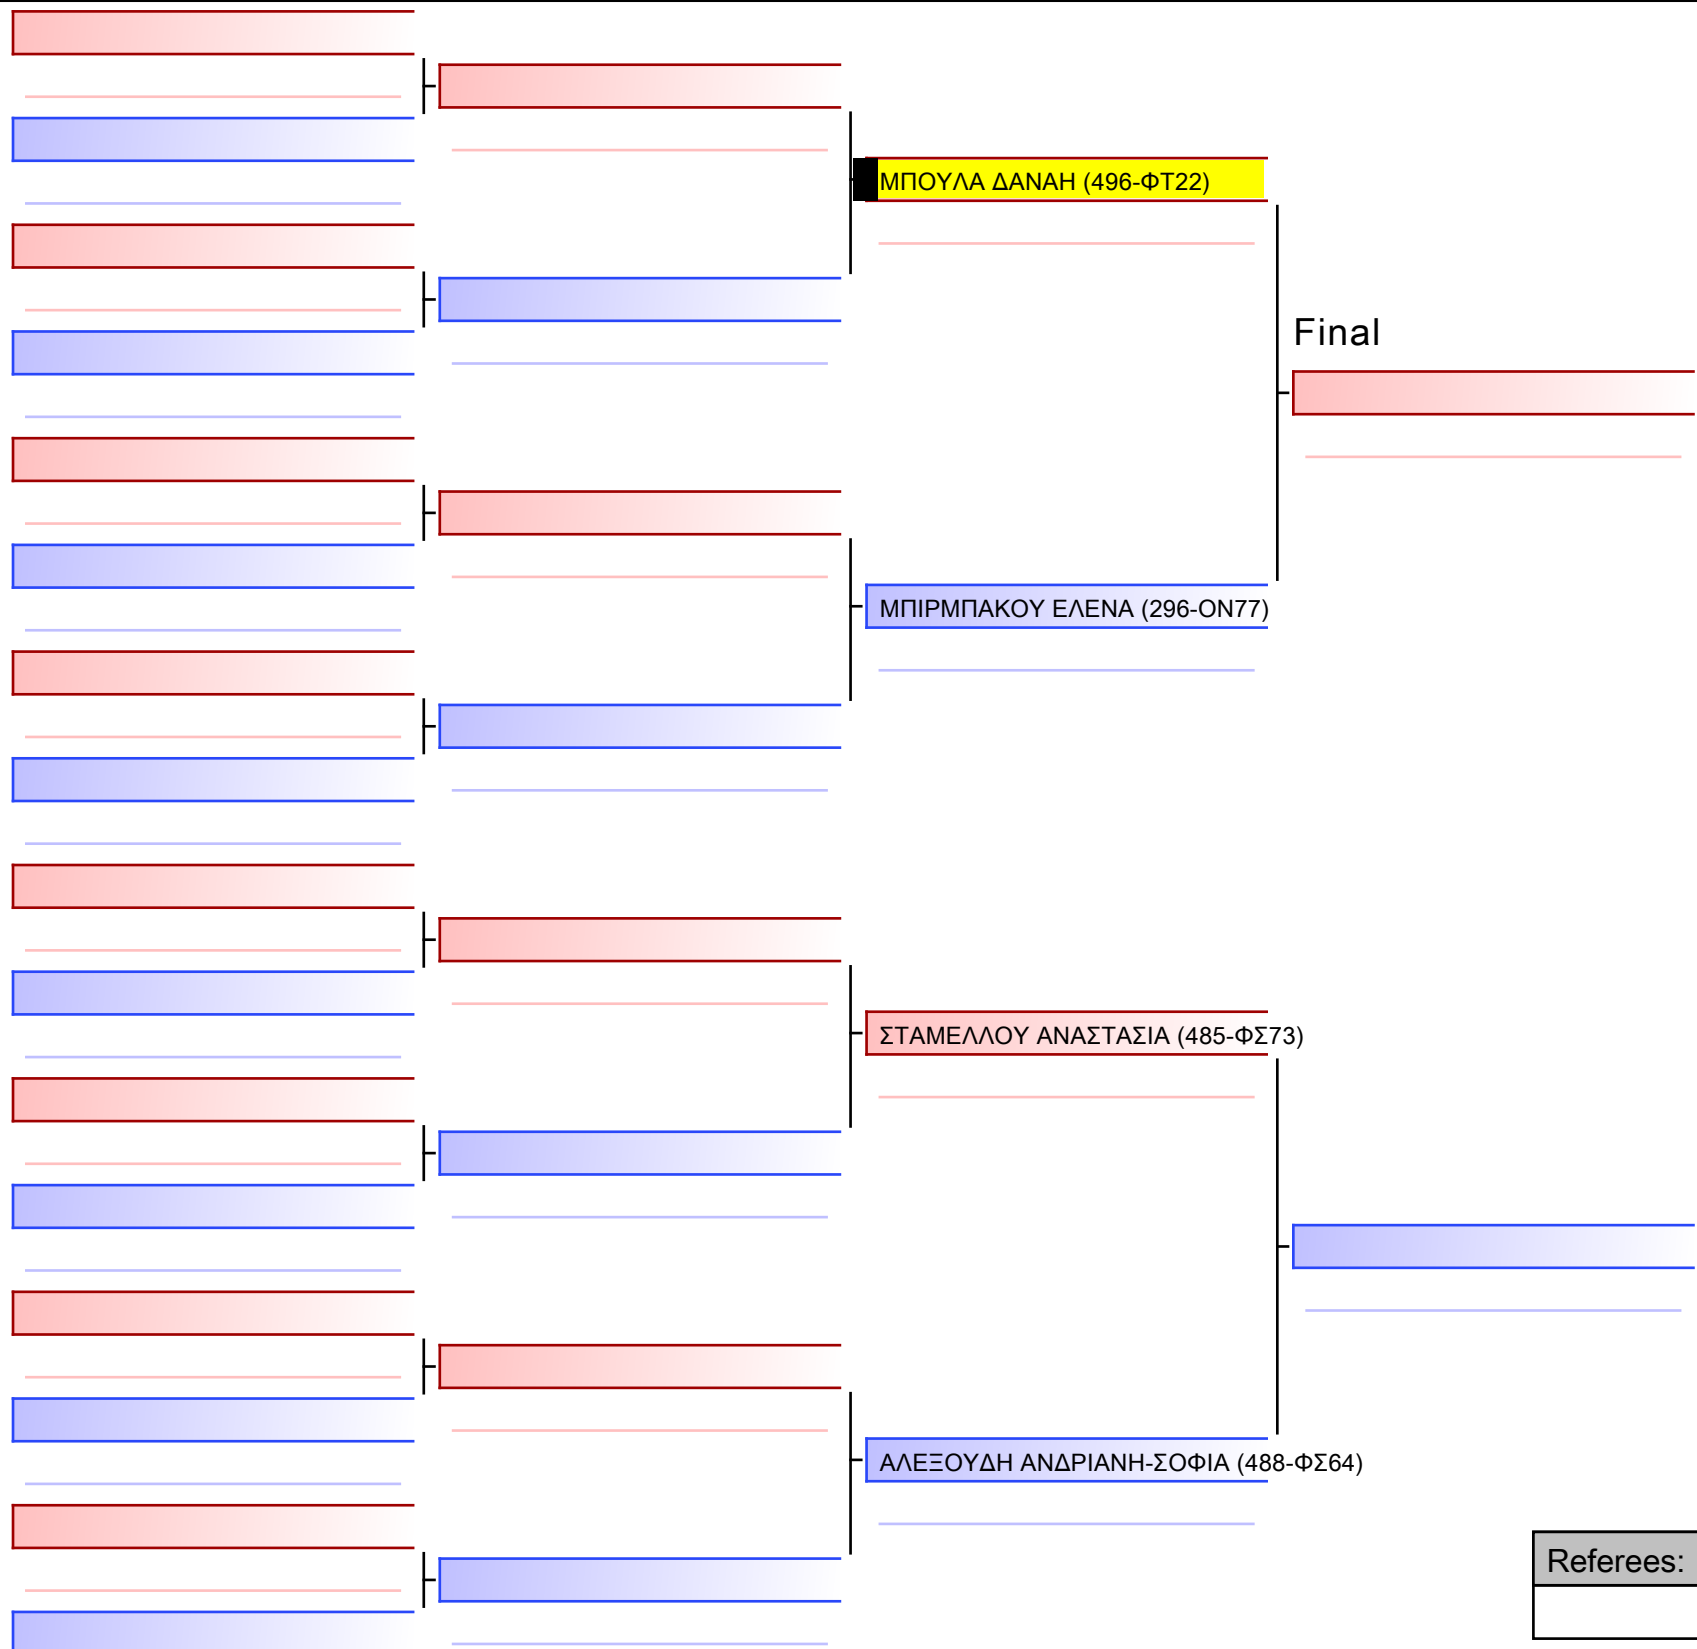 ΜΠΟΥΛΑ ΔΑΝΑΗ (496-ΦΤ22)
Final
ΜΠΙΡΜΠΑΚΟΥ ΕΛΕΝΑ (296-ΟΝ77)
ΣΤΑΜΕΛΛΟΥ ΑΝΑΣΤΑΣΙΑ (485-ΦΣ73)
ΑΛΕΞΟΥΔΗ ΑΝΔΡΙΑΝΗ-ΣΟΦΙΑ (488-ΦΣ64)
Referees: